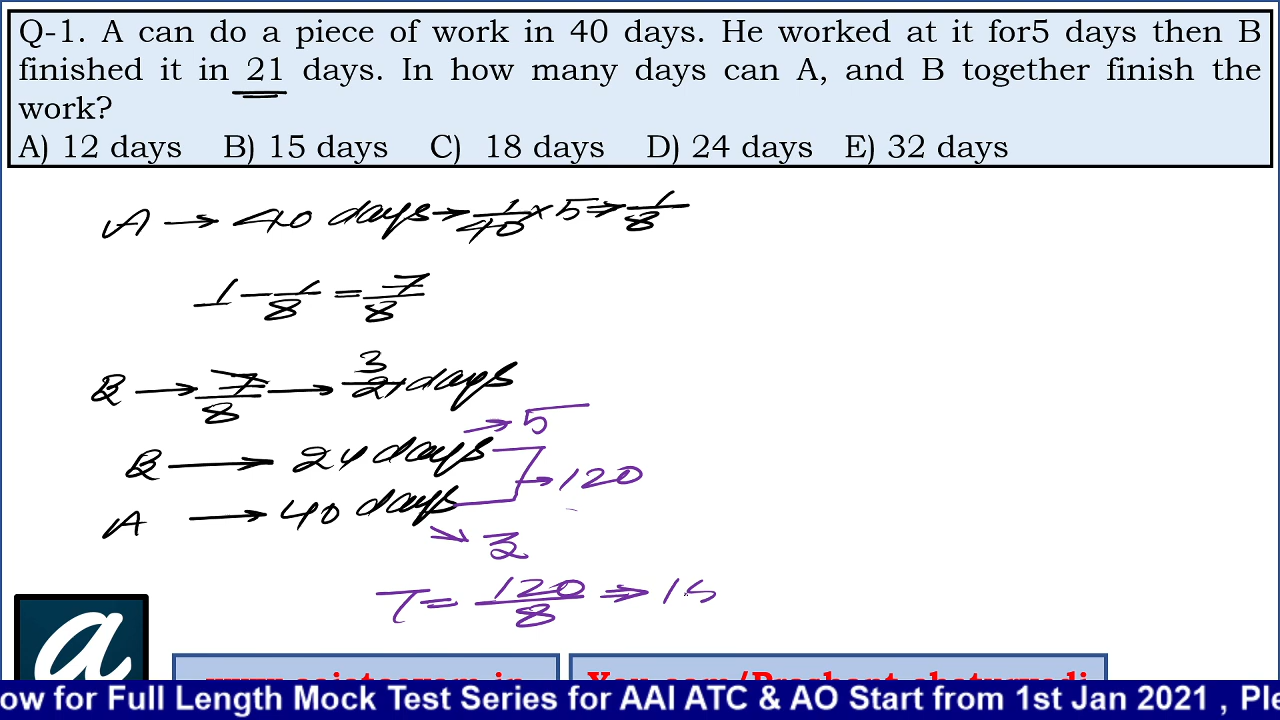 Q-1. A can do a piece of work in 40 days. He worked at it for5 days then B
finished it in 21 days. In how many days can A, and B together finish the
work?
A) 12 days B) 15 days C) 18 days D) 24 days E) 32 days
A → 40 days → 1/40 × 5 ⇒ 1/8
1 - 1/8 = 7/8
B → 7/8 → 3 21 days
→ 5
B → 24 days
→ 120
A → 40 days
→ 3
T = 120/8 ⇒ 15
a
ow for Full Length Mock Test Series for AAI ATC & AO Start from 1st Jan 2021 , Ple